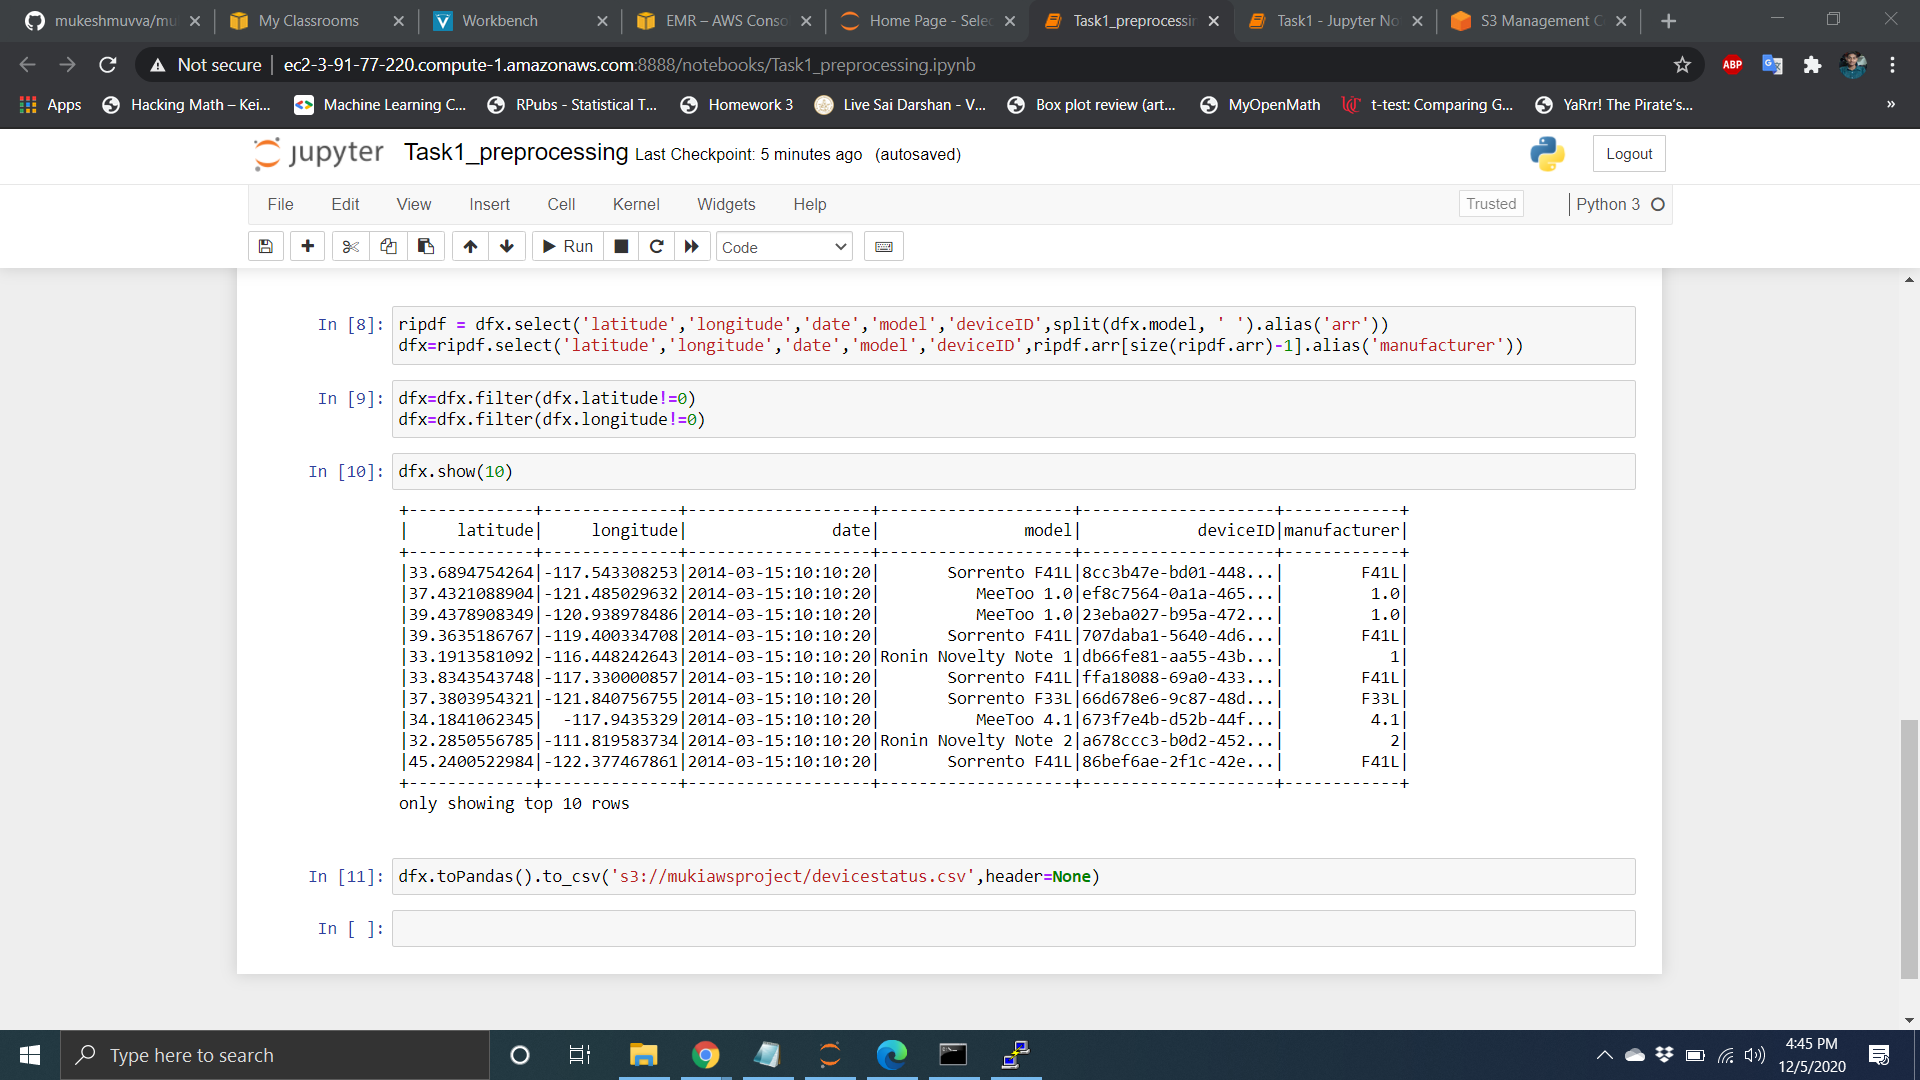 mukeshmuvva/mu
My Classrooms
Workbench
EMR – AWS Conso
Home Page - Selec
Task1_preprocessin
Task1 - Jupyter No
S3 Management C
Not secure | ec2-3-91-77-220.compute-1.amazonaws.com:8888/notebooks/Task1_preprocessing.ipynb
ABP
Apps
Hacking Math – Kei...
Machine Learning C...
RPubs - Statistical T...
Homework 3
Live Sai Darshan - V...
Box plot review (art...
MyOpenMath
t-test: Comparing G...
YaRrr! The Pirate's...
»
jupyter Task1_preprocessing Last Checkpoint: 5 minutes ago (autosaved)
Logout
File Edit View Insert Cell Kernel Widgets Help
Trusted | Python 3
Run
Code
In [8]: ripdf = dfx.select('latitude','longitude','date','model','deviceID',split(dfx.model, ' ').alias('arr'))
dfx=ripdf.select('latitude','longitude','date','model','deviceID',ripdf.arr[size(ripdf.arr)-1].alias('manufacturer'))
In [9]: dfx=dfx.filter(dfx.latitude!=0)
dfx=dfx.filter(dfx.longitude!=0)
In [10]: dfx.show(10)
+-------------+--------------+-------------------+--------------------+--------------------+------------+
|     latitude|     longitude|               date|               model|            deviceID|manufacturer|
+-------------+--------------+-------------------+--------------------+--------------------+------------+
|33.6894754264|-117.543308253|2014-03-15:10:10:20|       Sorrento F41L|8cc3b47e-bd01-448...|        F41L|
|37.4321088904|-121.485029632|2014-03-15:10:10:20|          MeeToo 1.0|ef8c7564-0a1a-465...|         1.0|
|39.4378908349|-120.938978486|2014-03-15:10:10:20|          MeeToo 1.0|23eba027-b95a-472...|         1.0|
|39.3635186767|-119.400334708|2014-03-15:10:10:20|       Sorrento F41L|707daba1-5640-4d6...|        F41L|
|33.1913581092|-116.448242643|2014-03-15:10:10:20|Ronin Novelty Note 1|db66fe81-aa55-43b...|           1|
|33.8343543748|-117.330000857|2014-03-15:10:10:20|       Sorrento F41L|ffa18088-69a0-433...|        F41L|
|37.3803954321|-121.840756755|2014-03-15:10:10:20|       Sorrento F33L|66d678e6-9c87-48d...|        F33L|
|34.1841062345|  -117.9435329|2014-03-15:10:10:20|          MeeToo 4.1|673f7e4b-d52b-44f...|         4.1|
|32.2850556785|-111.819583734|2014-03-15:10:10:20|Ronin Novelty Note 2|a678ccc3-b0d2-452...|           2|
|45.2400522984|-122.377467861|2014-03-15:10:10:20|       Sorrento F41L|86bef6ae-2f1c-42e...|        F41L|
+-------------+--------------+-------------------+--------------------+--------------------+------------+
only showing top 10 rows
In [11]: dfx.toPandas().to_csv('s3://mukiawsproject/devicestatus.csv',header=None)
In [ ]:
Type here to search
4:45 PM
12/5/2020